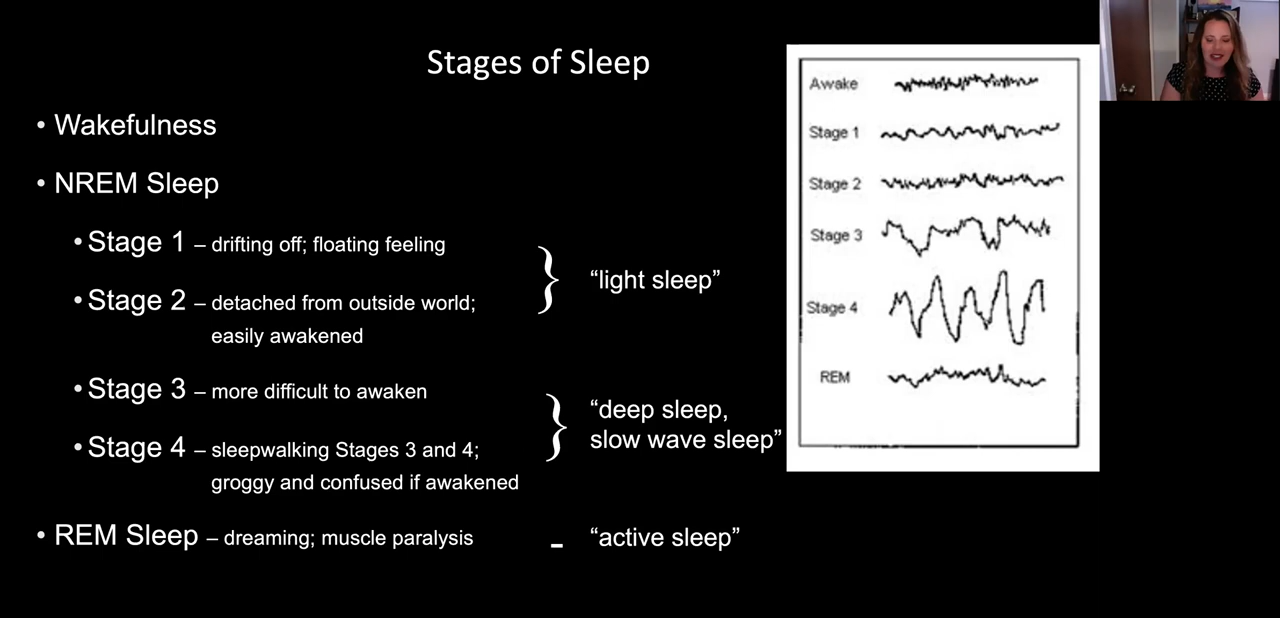 Stages of Sleep
• Wakefulness
• NREM Sleep
• Stage 1 – drifting off; floating feeling
• Stage 2 – detached from outside world;
easily awakened
“light sleep”
• Stage 3 – more difficult to awaken
• Stage 4 – sleepwalking Stages 3 and 4;
groggy and confused if awakened
“deep sleep,
slow wave sleep”
• REM Sleep – dreaming; muscle paralysis
- “active sleep”
Awake
Stage 1
Stage 2
Stage 3
Stage 4
REM